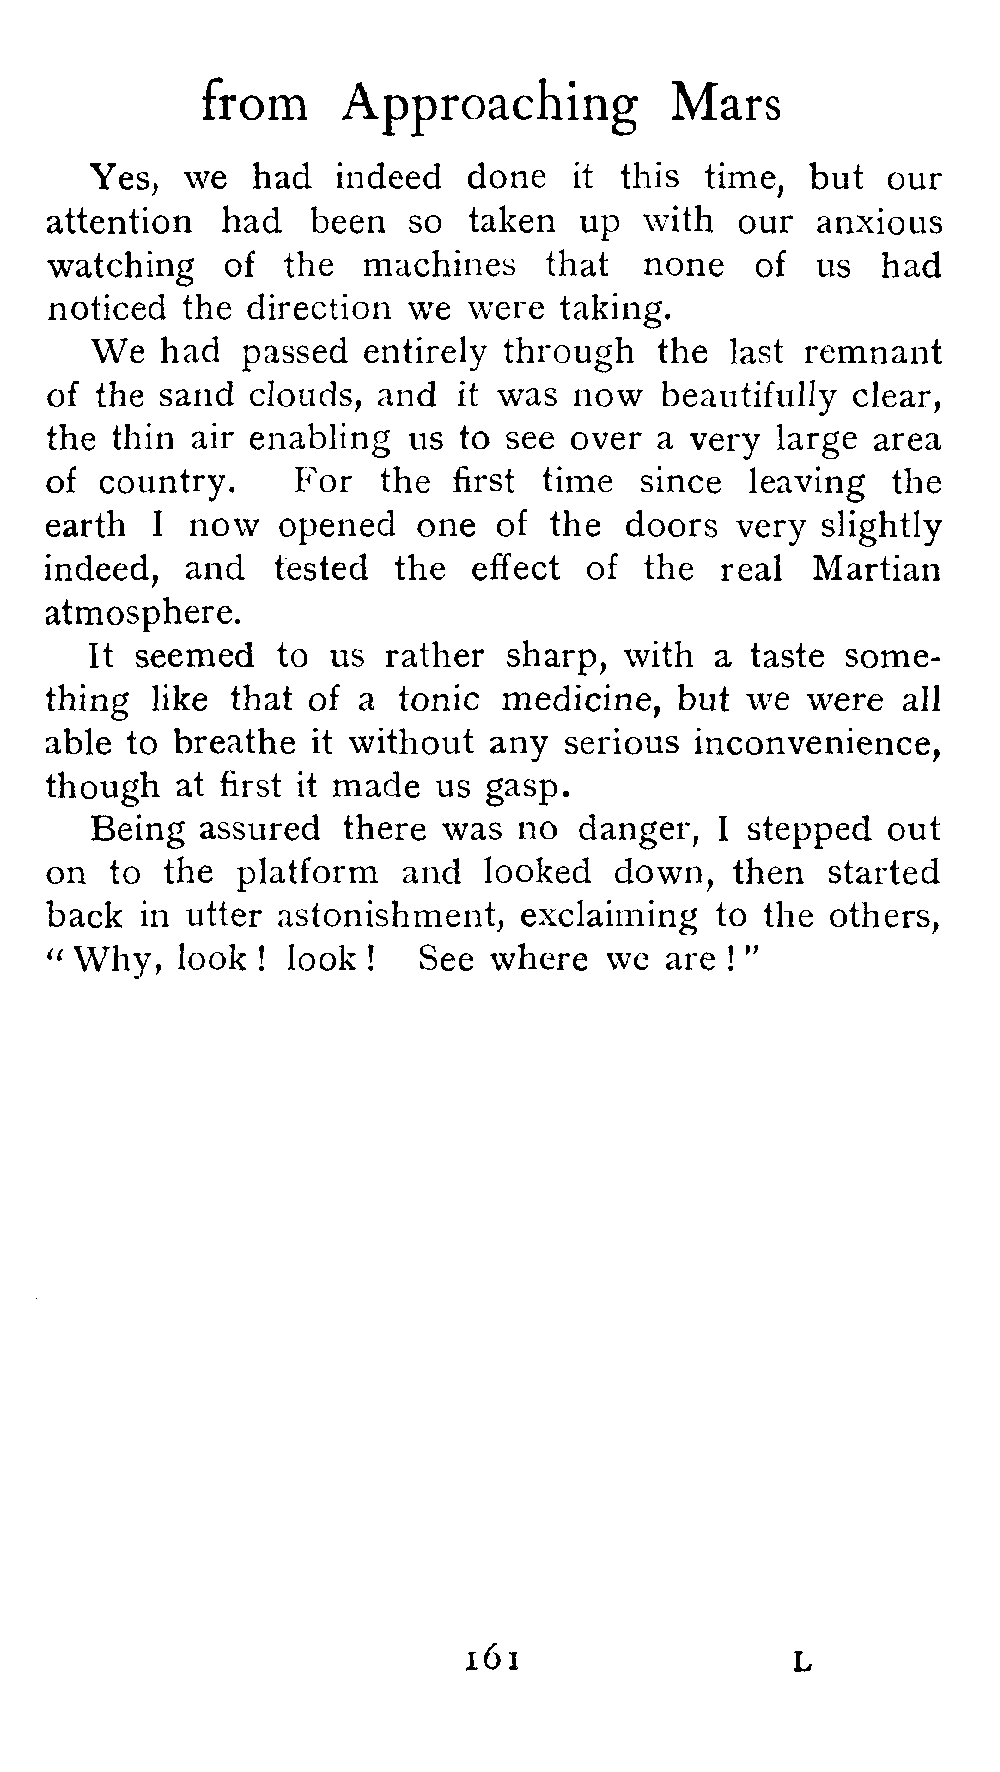 from Approaching Mars
Yes, we had indeed done it this time, but our
attention had been so taken up with our anxious
watching of the machines that none of us had
noticed the direction we were taking.
We had passed entirely through the last remnant
of the sand clouds, and it was now beautifully clear,
the thin air enabling us to see over a very large area
of country. For the first time since leaving the
earth I now opened one of the doors very slightly
indeed, and tested the effect of the real Martian
atmosphere.
It seemed to us rather sharp, with a taste some-
thing like that of a tonic medicine, but we were all
able to breathe it without any serious inconvenience,
though at first it made us gasp.
Being assured there was no danger, I stepped out
on to the platform and looked down, then started
back in utter astonishment, exclaiming to the others,
“Why, look! look! See where we are!”
161 L